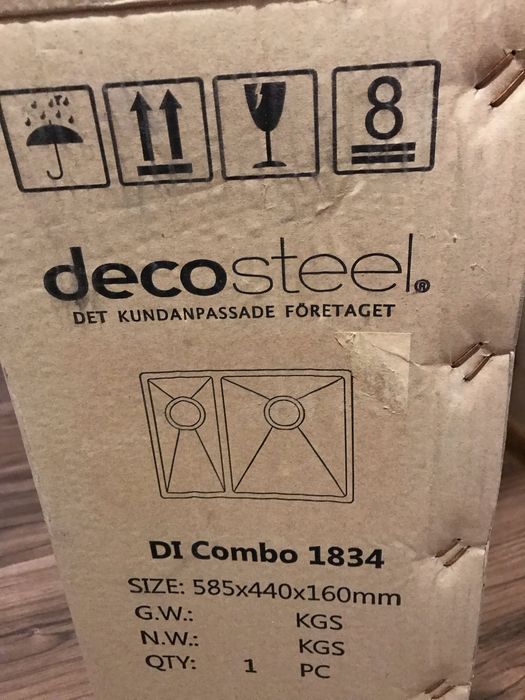 8
decosteel®
DET KUNDANPASSADE FÖRETAGET
DI Combo 1834
SIZE: 585x440x160mm
G.W.: KGS
N.W.: KGS
QTY: 1 PC